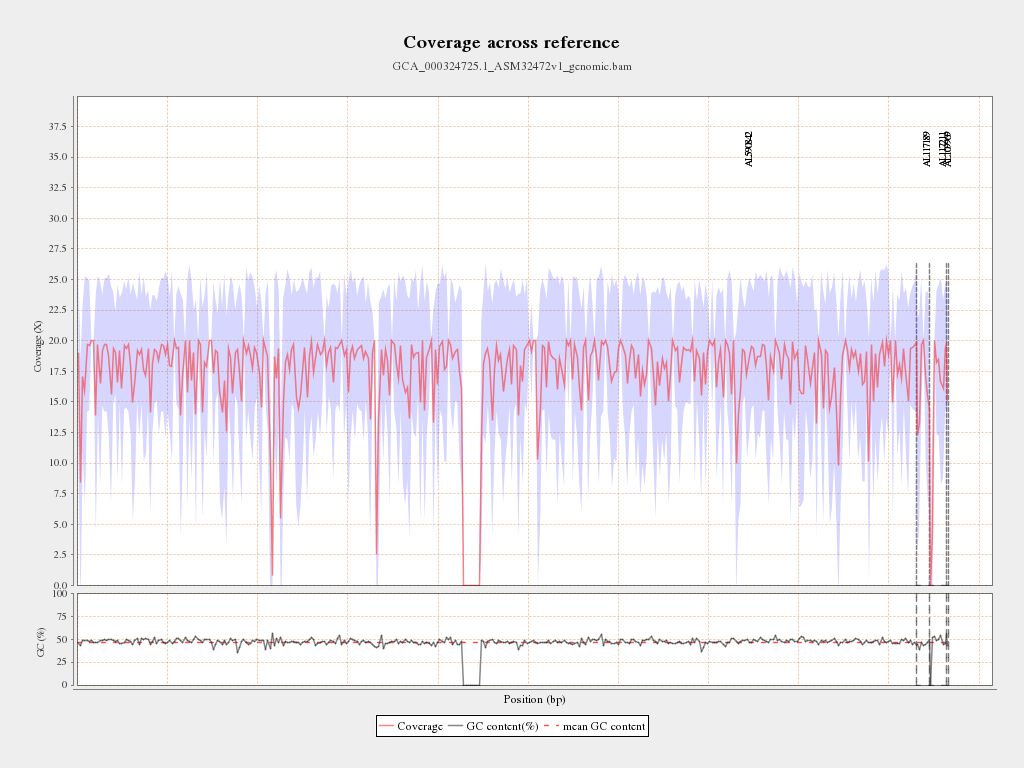 Coverage across reference
GCA_000324725.1_ASM32472v1_genomic.bam
37.5
35.0
32.5
30.0
27.5
25.0
22.5
20.0
17.5
15.0
12.5
10.0
7.5
5.0
2.5
0.0
Coverage (X)
AL590842
AL117189
AL117211
AL109969
100
75
50
25
0
GC (%)
Position (bp)
Coverage GC content(%) mean GC content